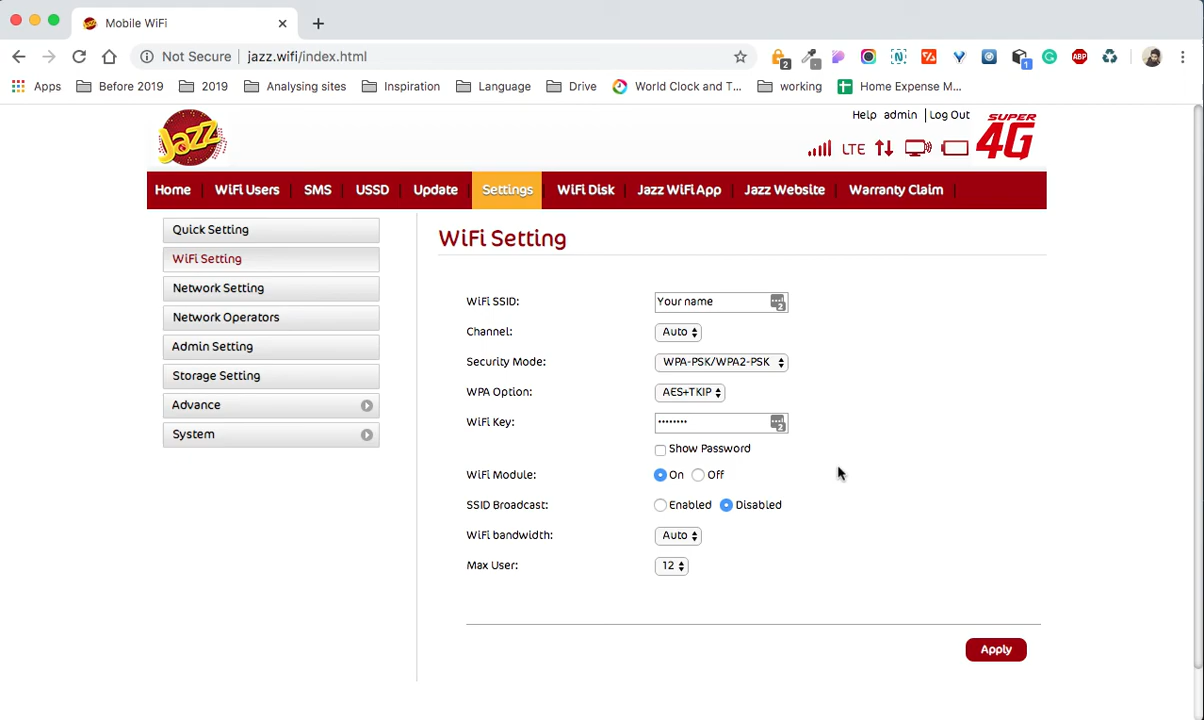 Mobile WiFi
Not Secure jazz.wifi/index.html
2
1
ABP
Apps Before 2019 2019 Analysing sites Inspiration Language Drive World Clock and T... working Home Expense M...
Help admin Log Out
Jazz
LTE
SUPER
4G
Home WiFi Users SMS USSD Update Settings WiFi Disk Jazz WiFi App Jazz Website Warranty Claim
Quick Setting
WiFi Setting
Network Setting
Network Operators
Admin Setting
Storage Setting
Advance
System
WiFi Setting
WiFi SSID: Your name 2
Channel: Auto
Security Mode: WPA-PSK/WPA2-PSK
WPA Option: AES+TKIP
WiFi Key: •••••••• 2
Show Password
WiFi Module: On Off
SSID Broadcast: Enabled Disabled
WiFi bandwidth: Auto
Max User: 12
Apply